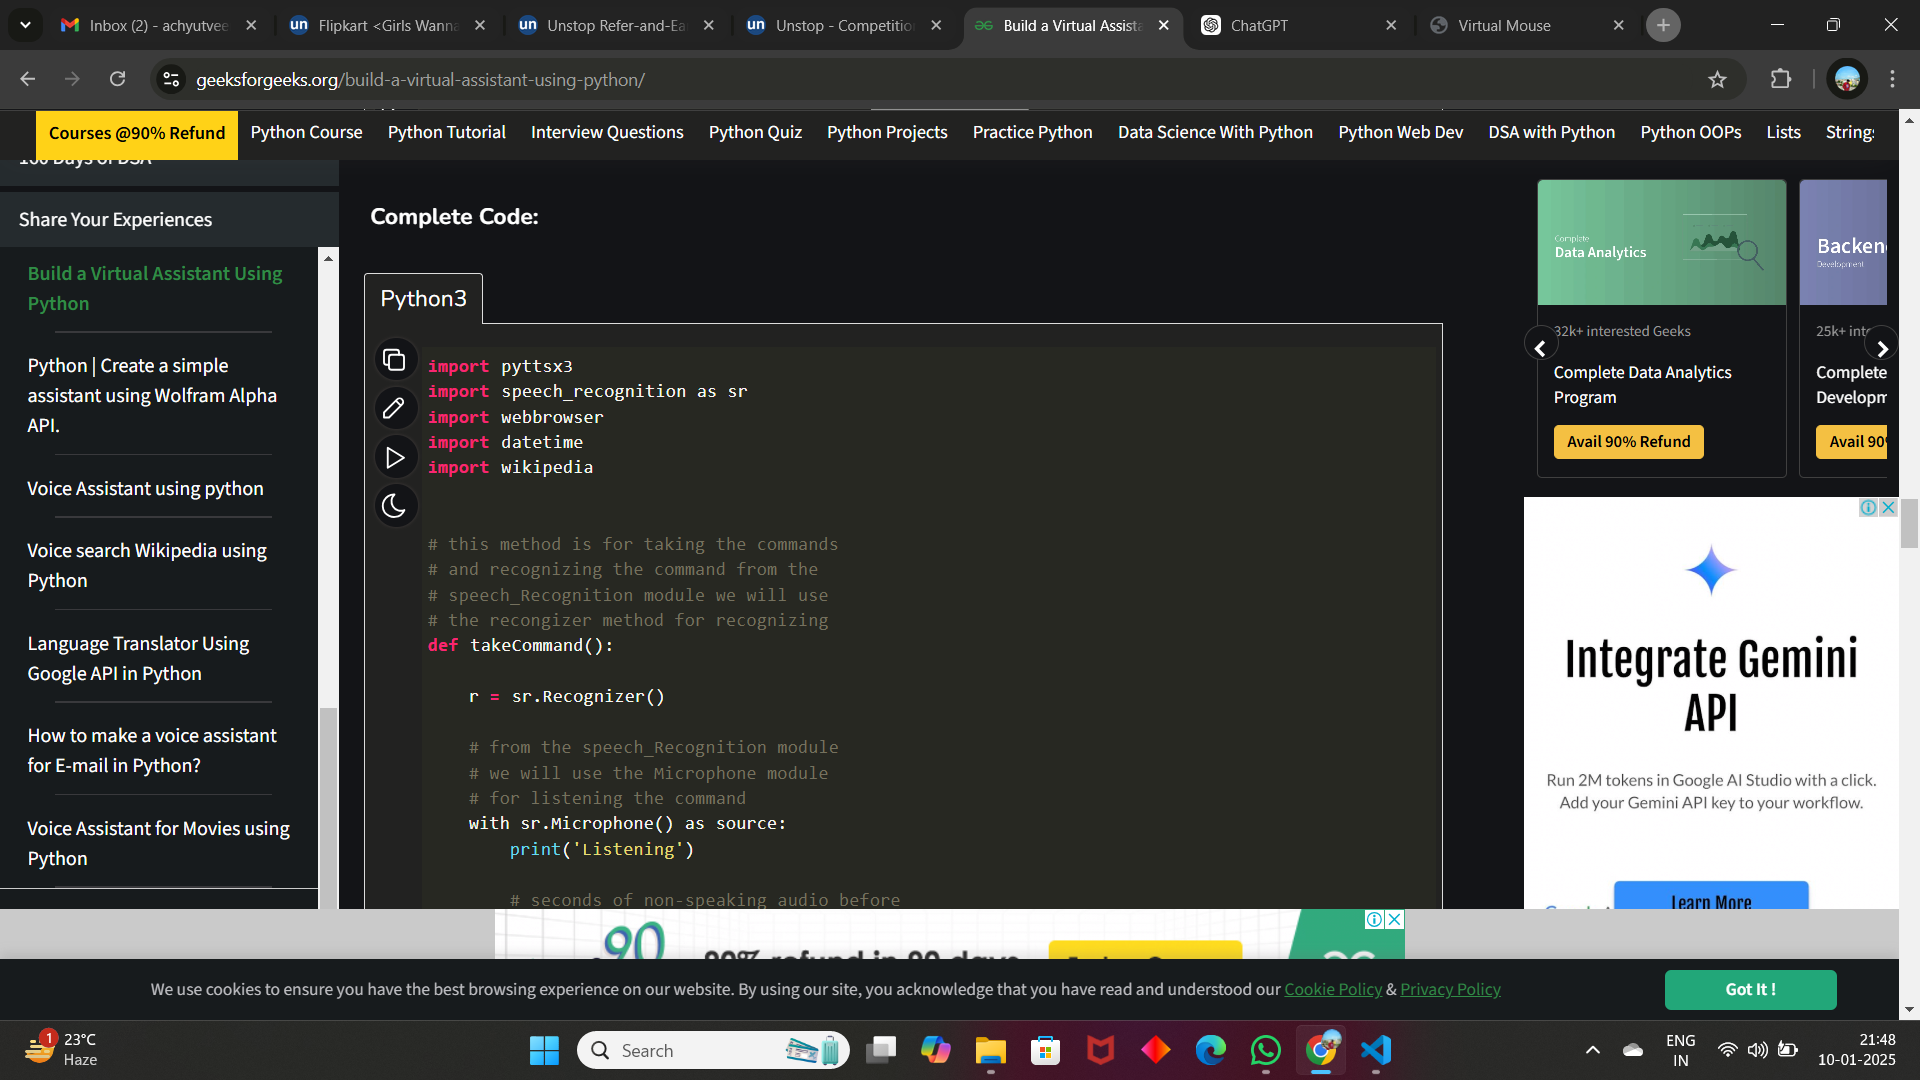 Inbox (2) - achyutvee
Flipkart <Girls Wanna
Unstop Refer-and-Ea
Unstop - Competitio
Build a Virtual Assista
ChatGPT
Virtual Mouse
geeksforgeeks.org/build-a-virtual-assistant-using-python/
Courses @90% Refund
Python Course
Python Tutorial
Interview Questions
Python Quiz
Python Projects
Practice Python
Data Science With Python
Python Web Dev
DSA with Python
Python OOPs
Lists
Strings
Share Your Experiences
Build a Virtual Assistant Using
Python
Python | Create a simple
assistant using Wolfram Alpha
API.
Voice Assistant using python
Voice search Wikipedia using
Python
Language Translator Using
Google API in Python
How to make a voice assistant
for E-mail in Python?
Voice Assistant for Movies using
Python
Complete Code:
Python3
import pyttsx3
import speech_recognition as sr
import webbrowser
import datetime
import wikipedia
# this method is for taking the commands
# and recognizing the command from the
# speech_Recognition module we will use
# the recongizer method for recognizing
def takeCommand():
r = sr.Recognizer()
# from the speech_Recognition module
# we will use the Microphone module
# for listening the command
with sr.Microphone() as source:
print('Listening')
# seconds of non-speaking audio before
Complete
Data Analytics
32k+ interested Geeks
Complete Data Analytics
Program
Avail 90% Refund
Backen
Development
25k+ inte
Complete
Developm
Avail 90
Integrate Gemini
API
Run 2M tokens in Google AI Studio with a click.
Add your Gemini API key to your workflow.
Learn More
90
90% refund in 90 days
We use cookies to ensure you have the best browsing experience on our website. By using our site, you acknowledge that you have read and understood our Cookie Policy & Privacy Policy
Got It !
1
23°C
Haze
Search
ENG
IN
21:48
10-01-2025